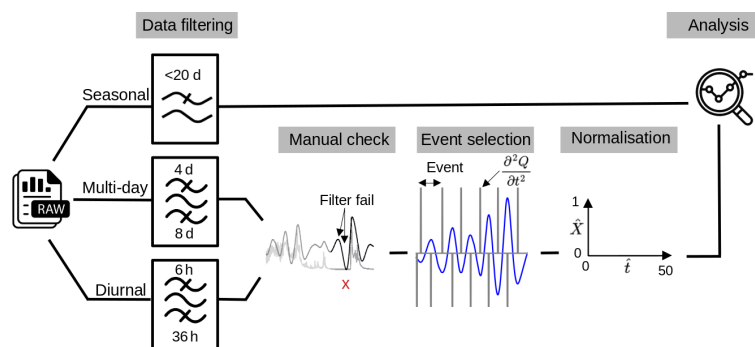 Data filtering
Analysis
<20 d
Seasonal
Manual check
Event selection
Normalisation
4 d
Multi-day
RAW
8 d
Filter fail
Event
∂²Q
∂t²
1
X̂
0
0
t̂
50
x
6 h
Diurnal
36 h